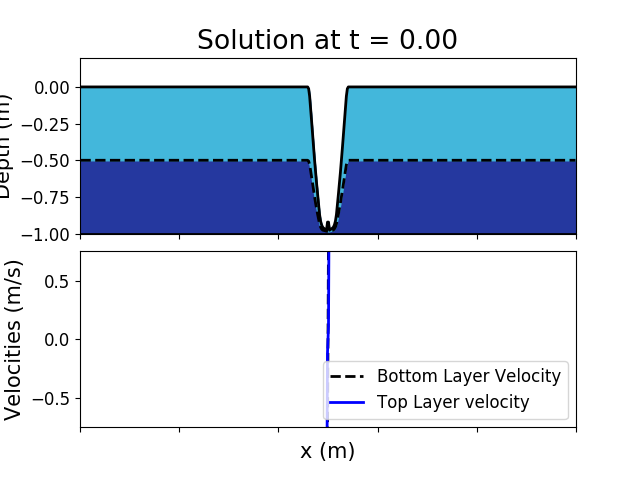 Solution at t = 0.00
Depth (m)
0.00
−0.25
−0.50
−0.75
−1.00
Velocities (m/s)
0.5
0.0
−0.5
Bottom Layer Velocity
Top Layer velocity
x (m)